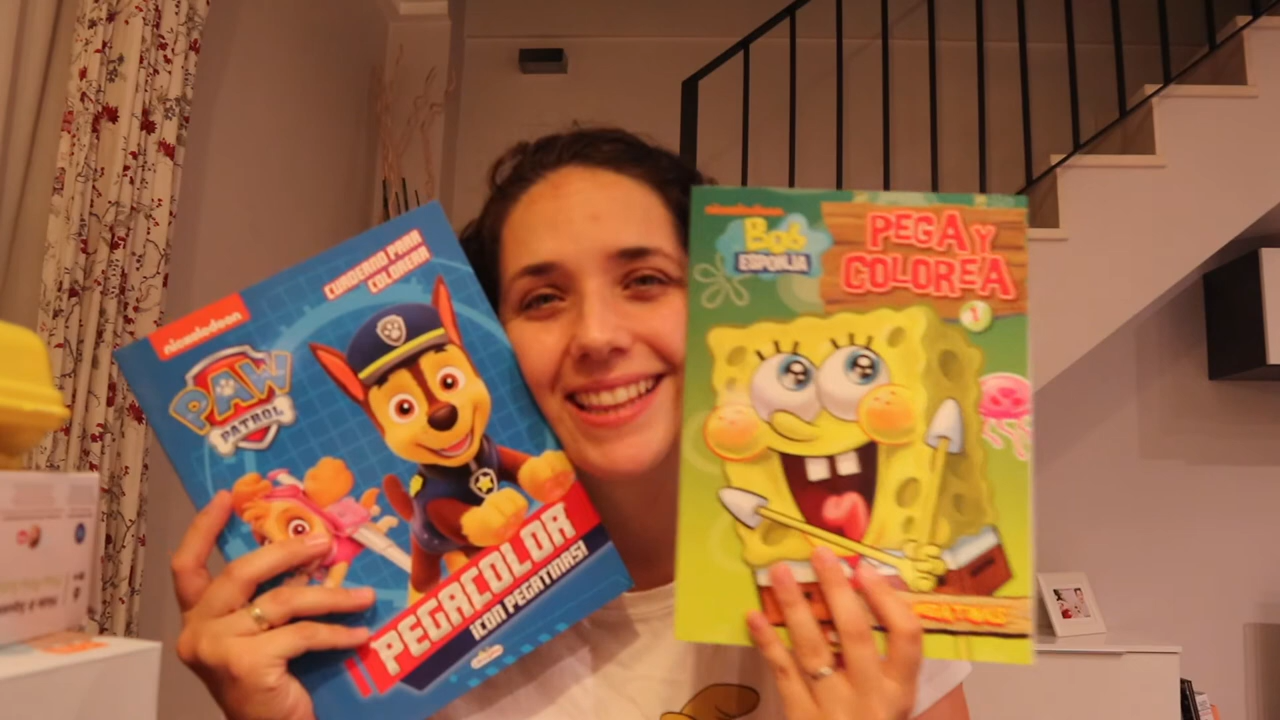 CUADERNO PARA
COLOREAR
nickelodeon
PAW
PATROL
PEGACOLOR
¡CON PEGATINAS!
nickelodeon
Bob
ESPONJA
PEGA Y
COLOREA
1